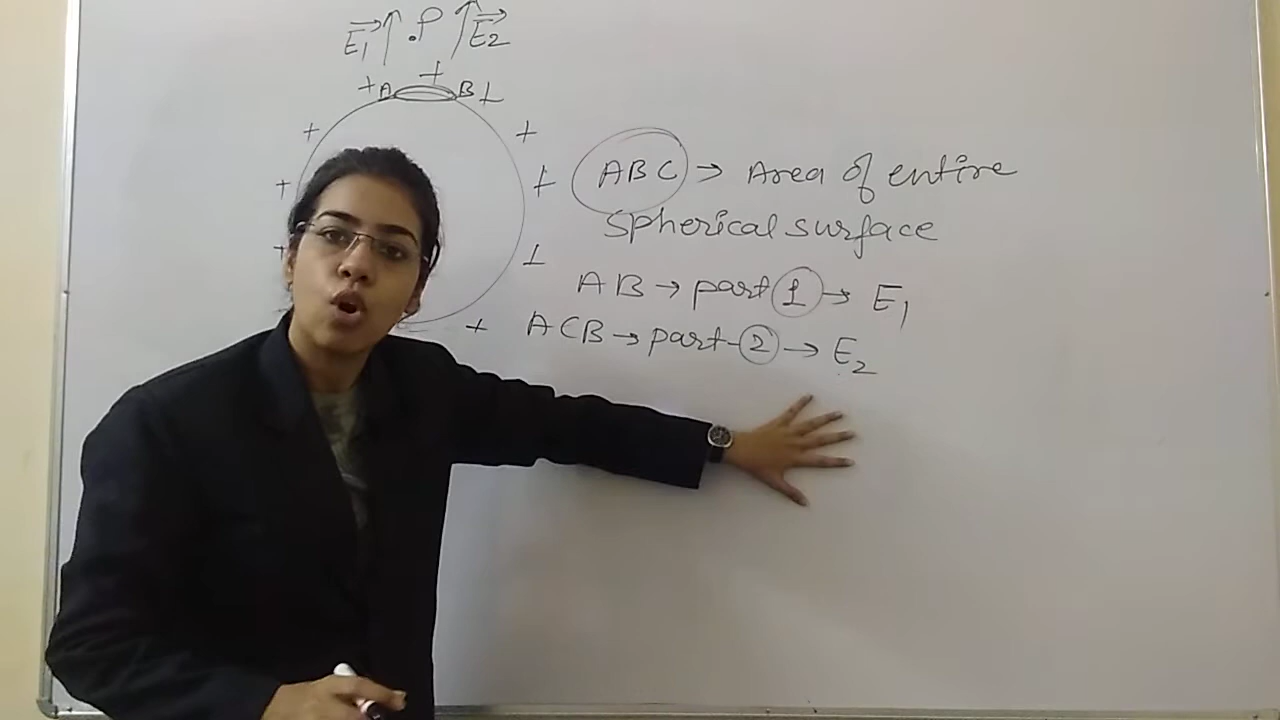 E1 .P E2
+ A + B +
+ +
+ +
+ +
+
ABC → Area of entire
spherical surface
AB → part 1 → E1
ACB → part-2 → E2